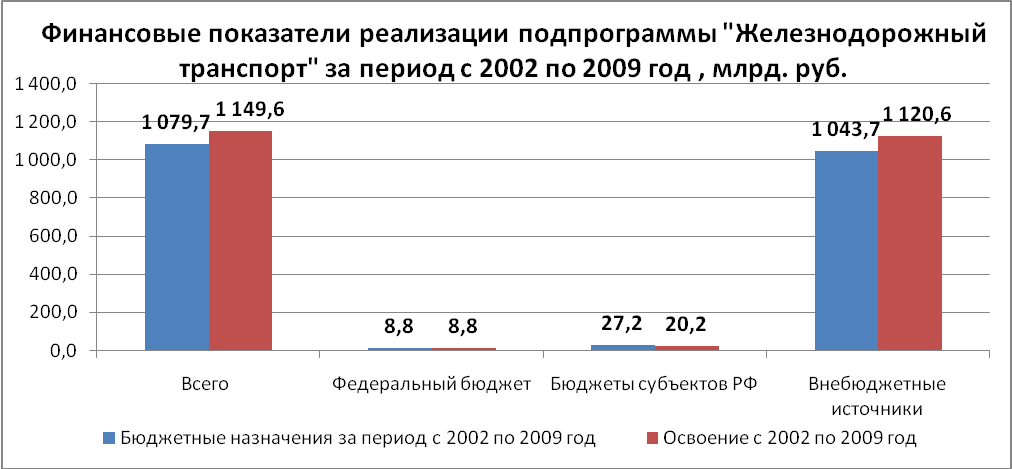 Финансовые показатели реализации подпрограммы "Железнодорожный
транспорт" за период с 2002 по 2009 год , млрд. руб.
1 400,0
1 200,0
1 000,0
800,0
600,0
400,0
200,0
0,0
1 079,7
1 149,6
8,8
8,8
27,2
20,2
1 043,7
1 120,6
Всего
Федеральный бюджет
Бюджеты субъектов РФ
Внебюджетные
источники
Бюджетные назначения за период с 2002 по 2009 год
Освоение с 2002 по 2009 год